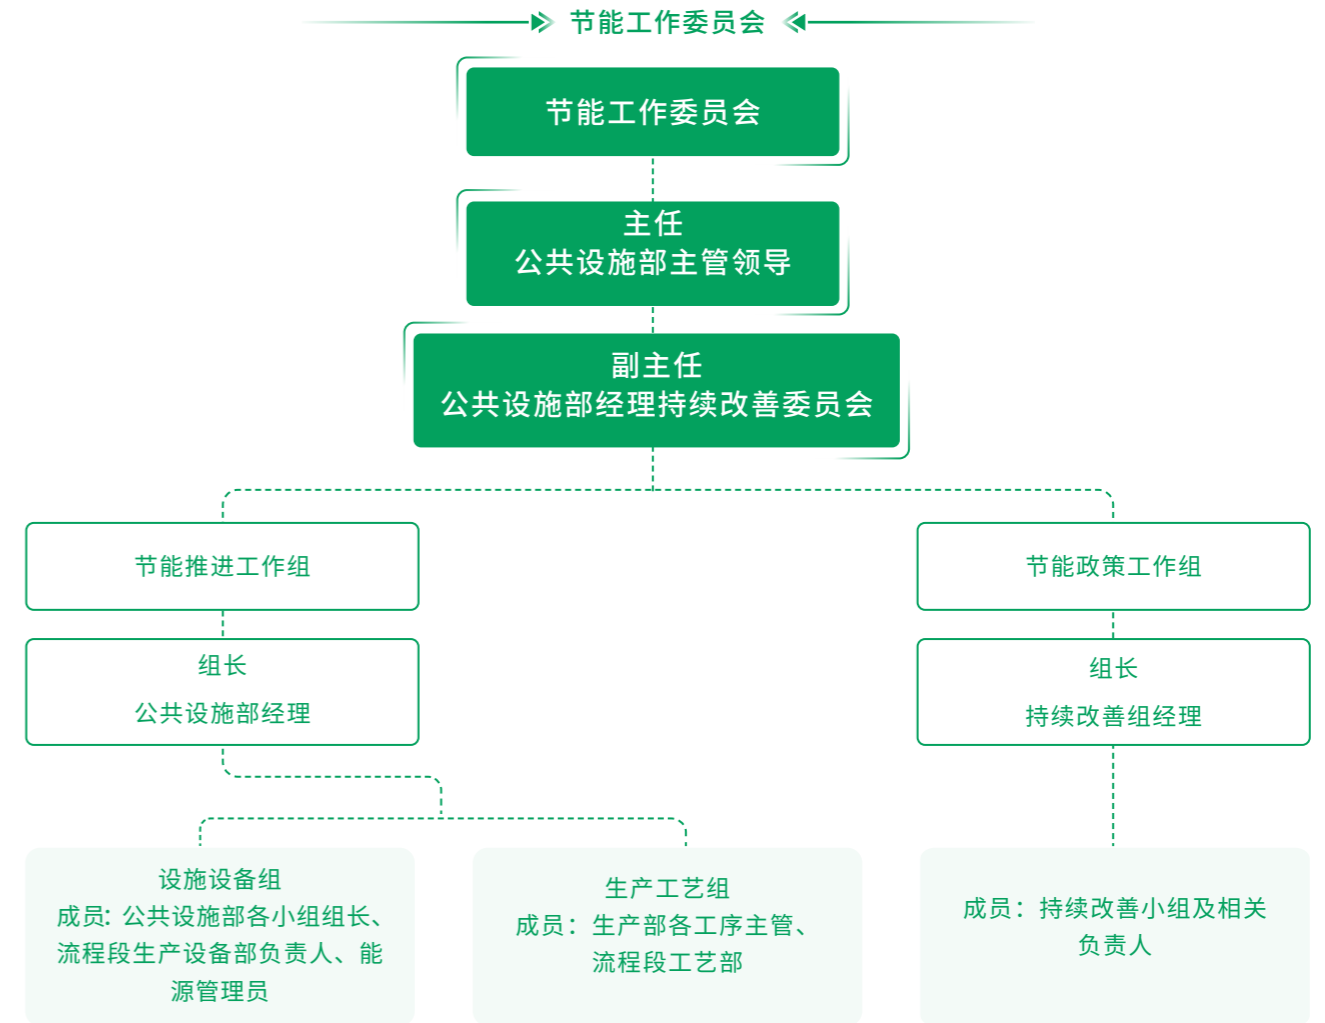 节能工作委员会
节能工作委员会
主任
公共设施部主管领导
副主任
公共设施部经理持续改善委员会
节能推进工作组
节能政策工作组
组长
公共设施部经理
组长
持续改善组经理
设施设备组
成员：公共设施部各小组组长、
流程段生产设备部负责人、能
源管理员
生产工艺组
成员：生产部各工序主管、
流程段工艺部
成员：持续改善小组及相关
负责人